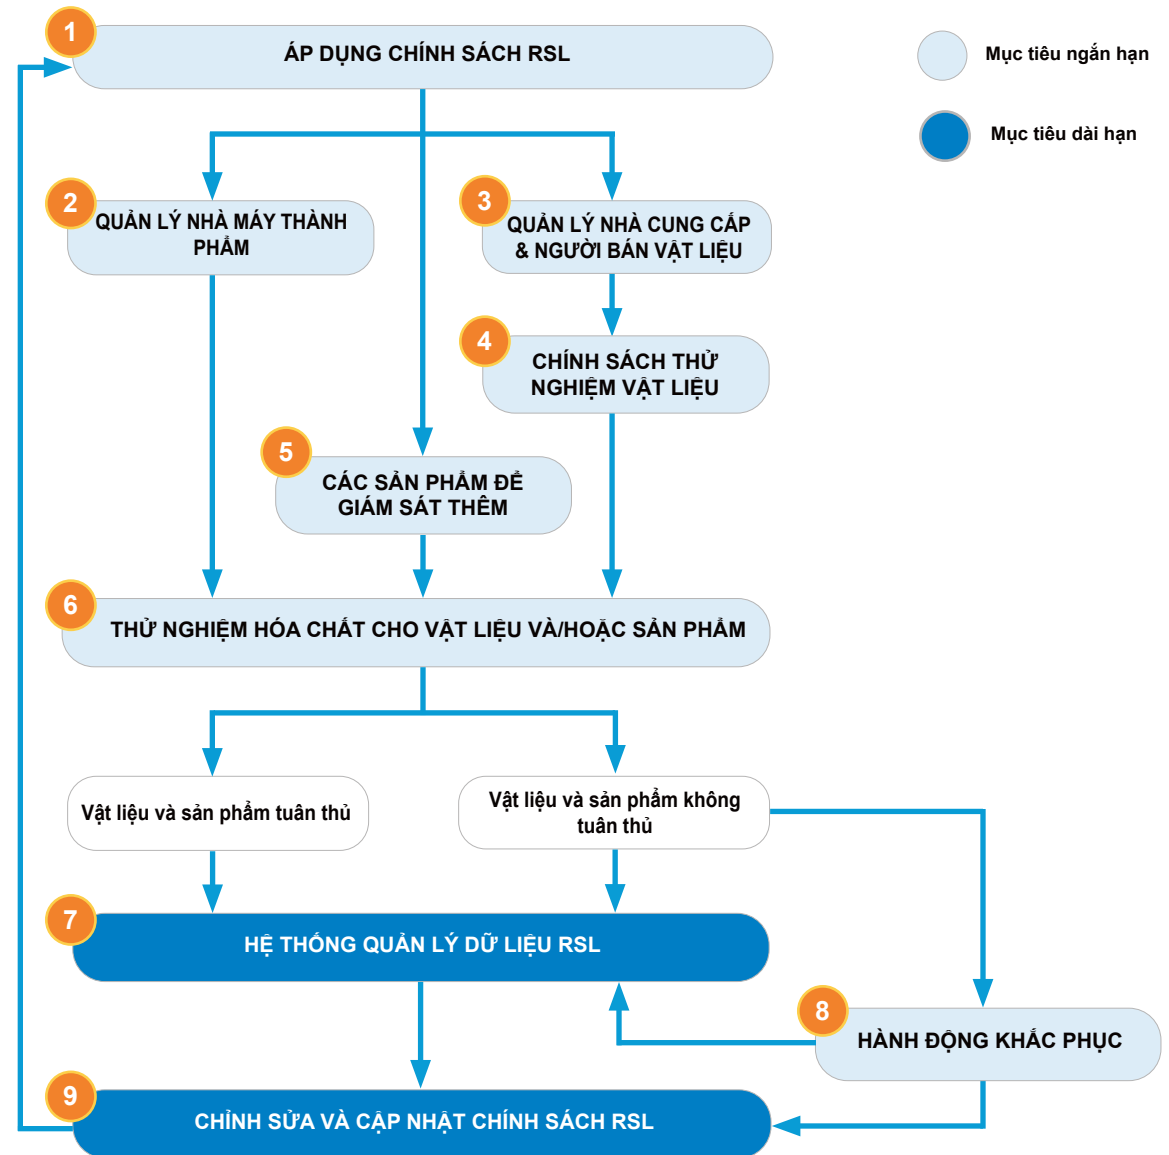 1
ÁP DỤNG CHÍNH SÁCH RSL
Mục tiêu ngắn hạn
Mục tiêu dài hạn
2
QUẢN LÝ NHÀ MÁY THÀNH
PHẨM
3
QUẢN LÝ NHÀ CUNG CẤP
& NGƯỜI BÁN VẬT LIỆU
4
CHÍNH SÁCH THỬ
NGHIỆM VẬT LIỆU
5
CÁC SẢN PHẨM ĐỂ
GIÁM SÁT THÊM
6
THỬ NGHIỆM HÓA CHẤT CHO VẬT LIỆU VÀ/HOẶC SẢN PHẨM
Vật liệu và sản phẩm tuân thủ
Vật liệu và sản phẩm không
tuân thủ
7
HỆ THỐNG QUẢN LÝ DỮ LIỆU RSL
8
HÀNH ĐỘNG KHẮC PHỤC
9
CHỈNH SỬA VÀ CẬP NHẬT CHÍNH SÁCH RSL